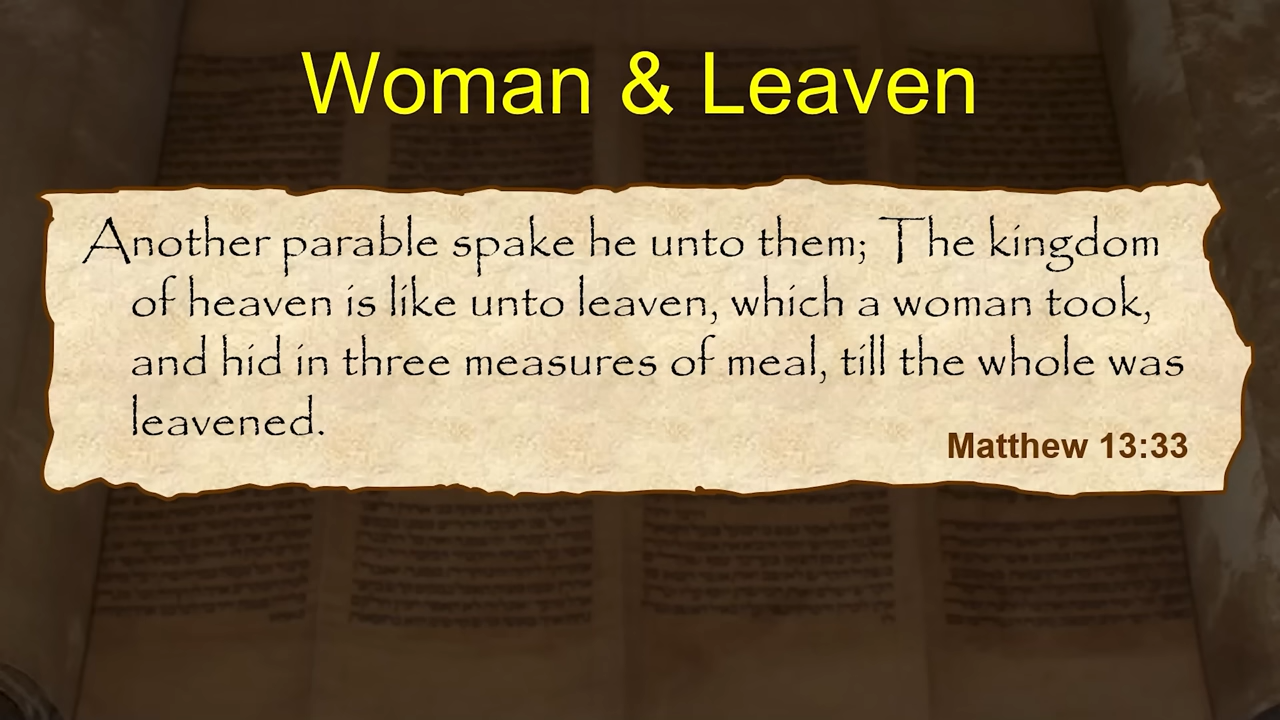 Woman & Leaven
Another parable spake he unto them; The kingdom
of heaven is like unto leaven, which a woman took,
and hid in three measures of meal, till the whole was
leavened.
Matthew 13:33